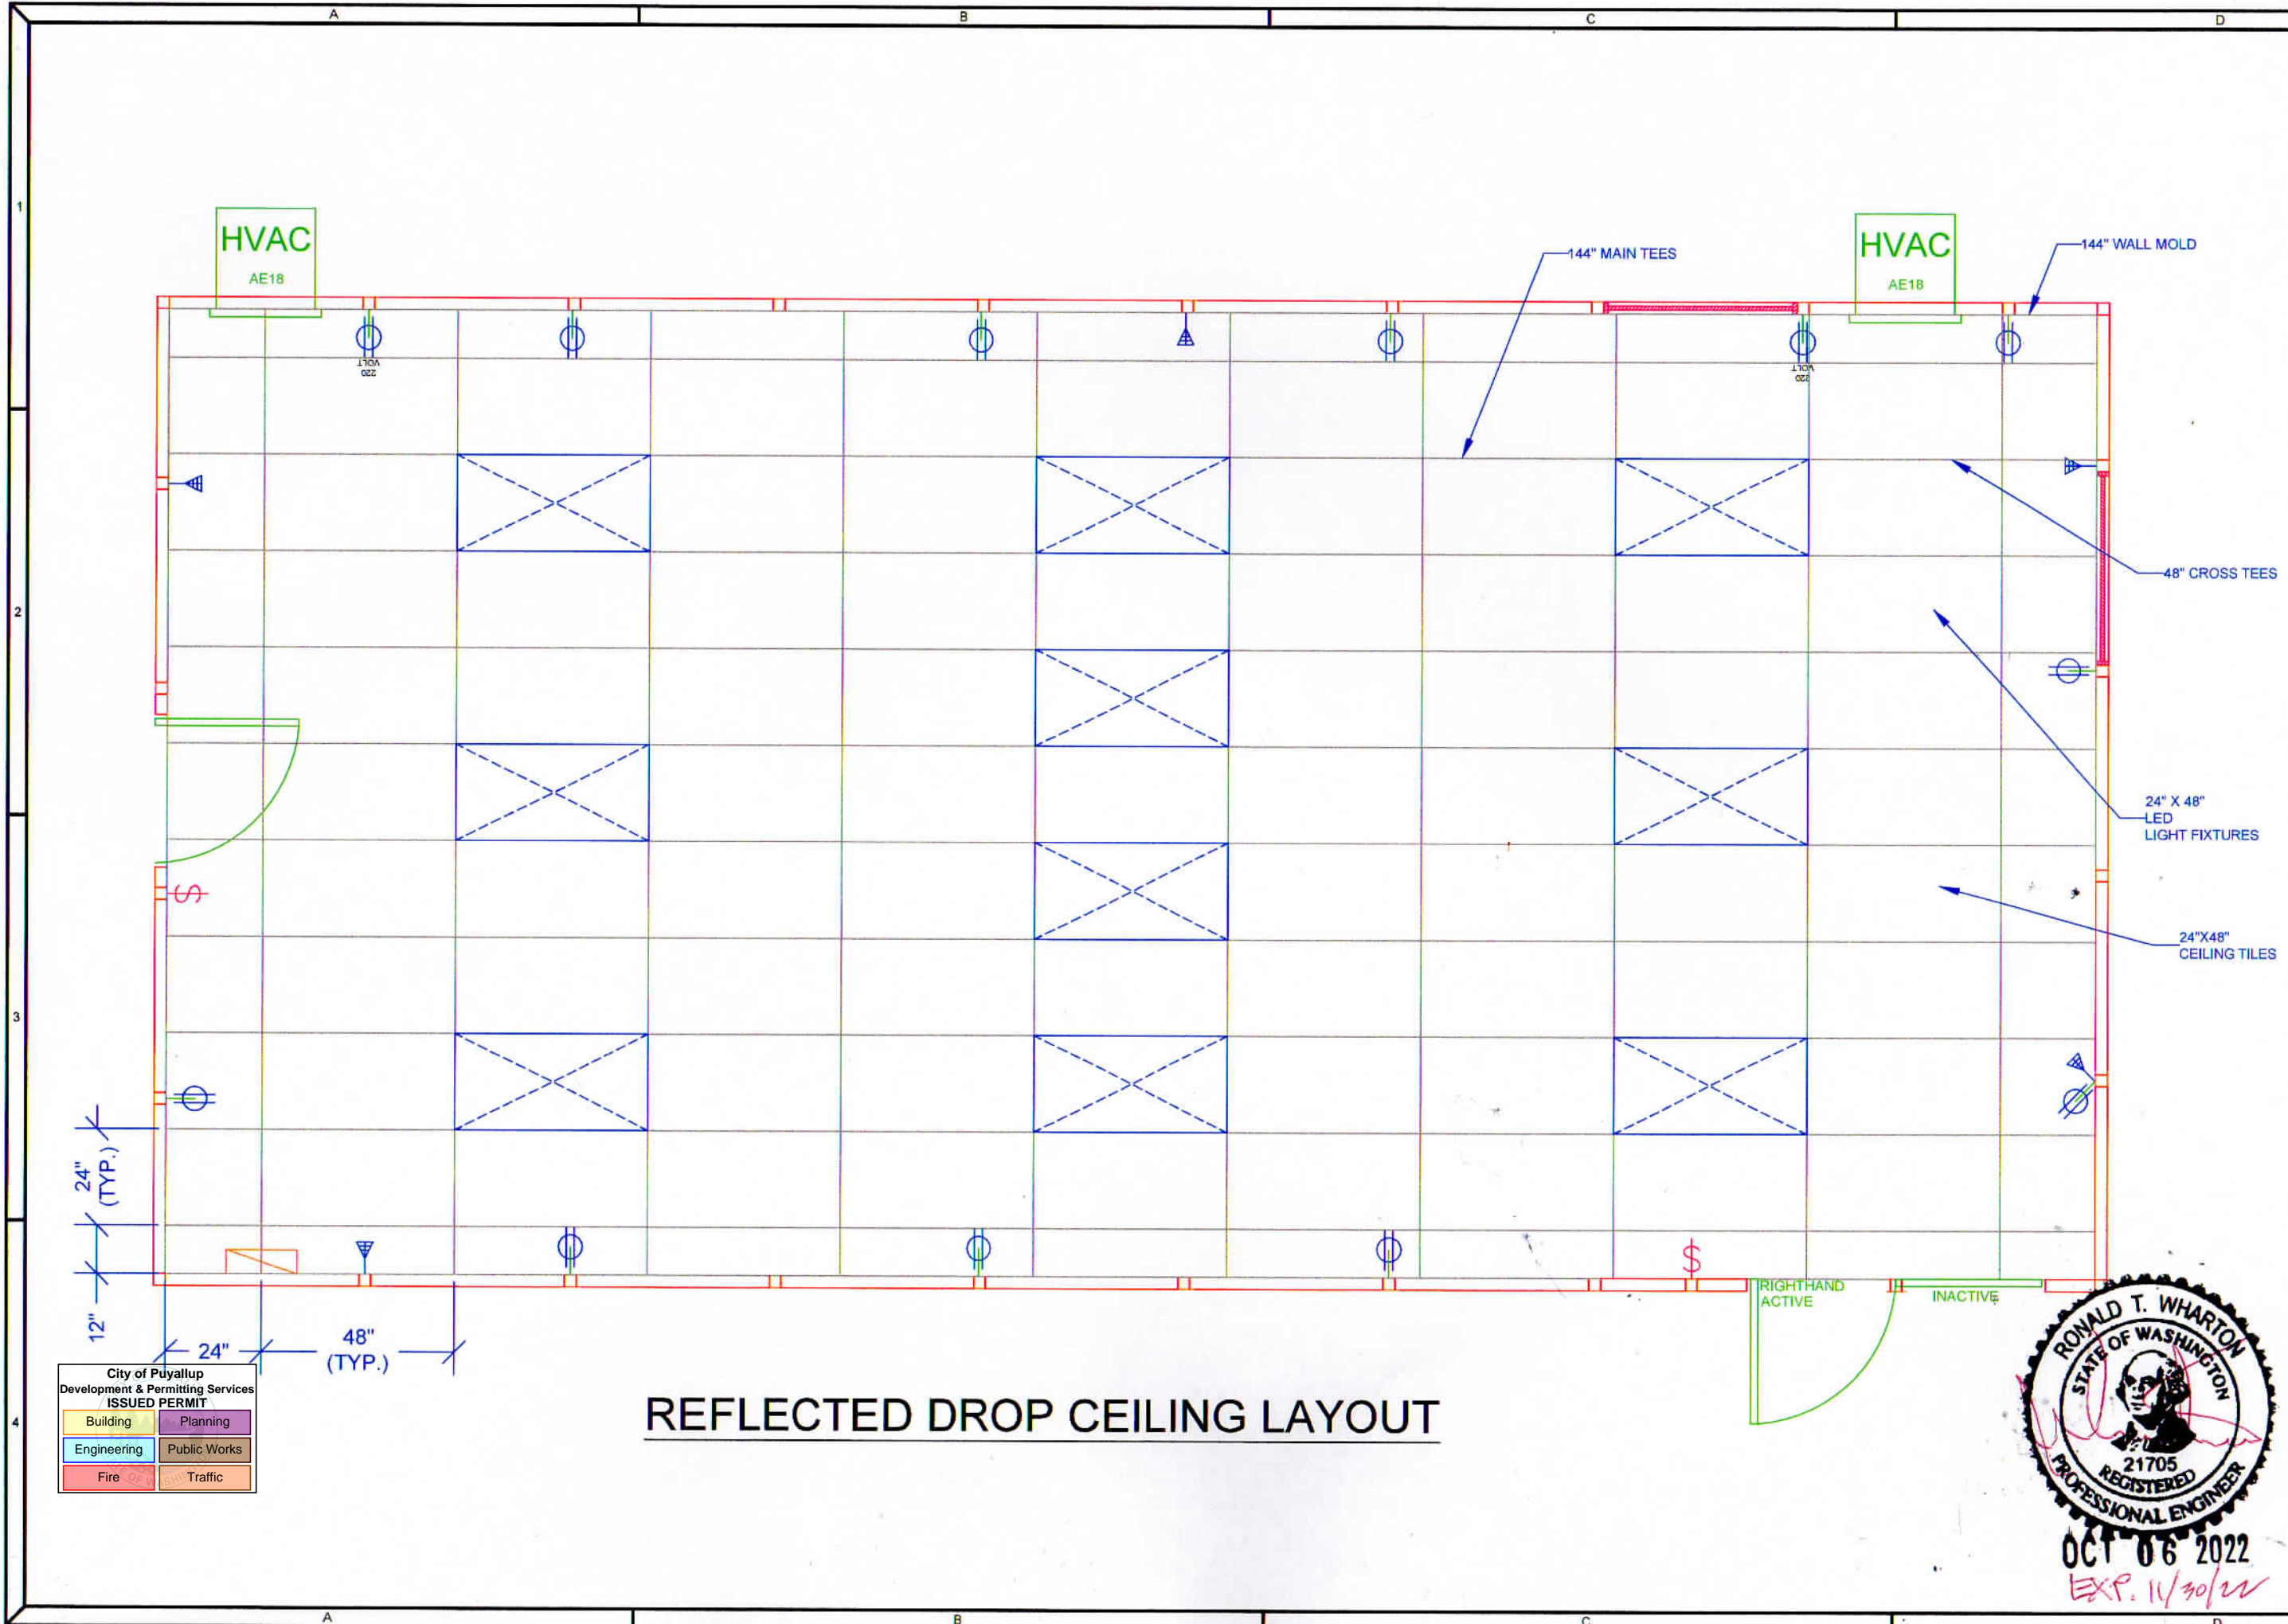 A B C D
1
HVAC
AE18
HVAC
AE18
144" MAIN TEES
144" WALL MOLD
VOLT
220
VOLT
220
2
48" CROSS TEES
24" X 48"
LED
LIGHT FIXTURES
$
24"X48"
CEILING TILES
3
24"
(TYP.)
12"
24"
48"
(TYP.)
$
RIGHTHAND
ACTIVE
INACTIVE
4
City of Puyallup
Development & Permitting Services
ISSUED PERMIT
Building Planning
Engineering Public Works
Fire Traffic
OF WASHIN
REFLECTED DROP CEILING LAYOUT
RONALD T. WHARTON
STATE OF WASHINGTON
21705
REGISTERED
PROFESSIONAL ENGINEER
OCT 06 2022
EXP. 11/30/22
A B C D